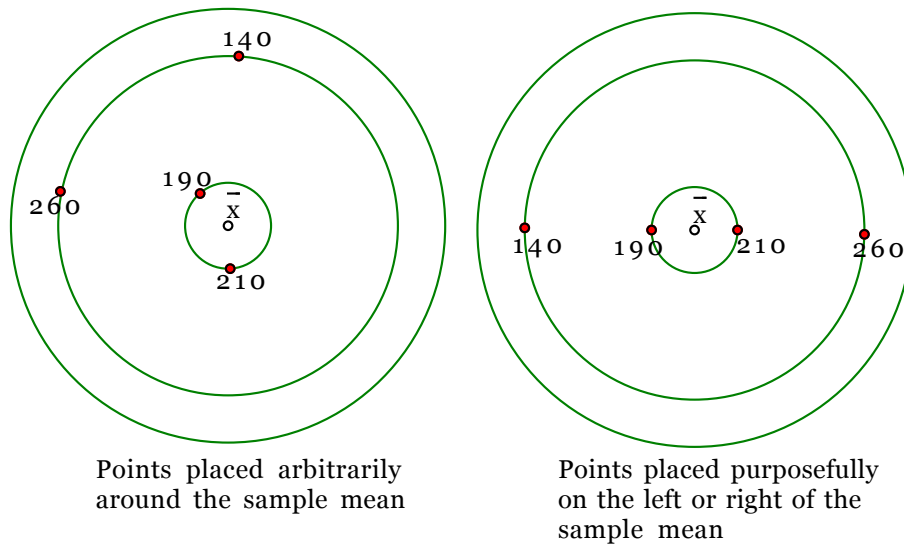 140
190
260
x̄
210
Points placed arbitrarily
around the sample mean
x̄
140
190
210
260
Points placed purposefully
on the left or right of the
sample mean